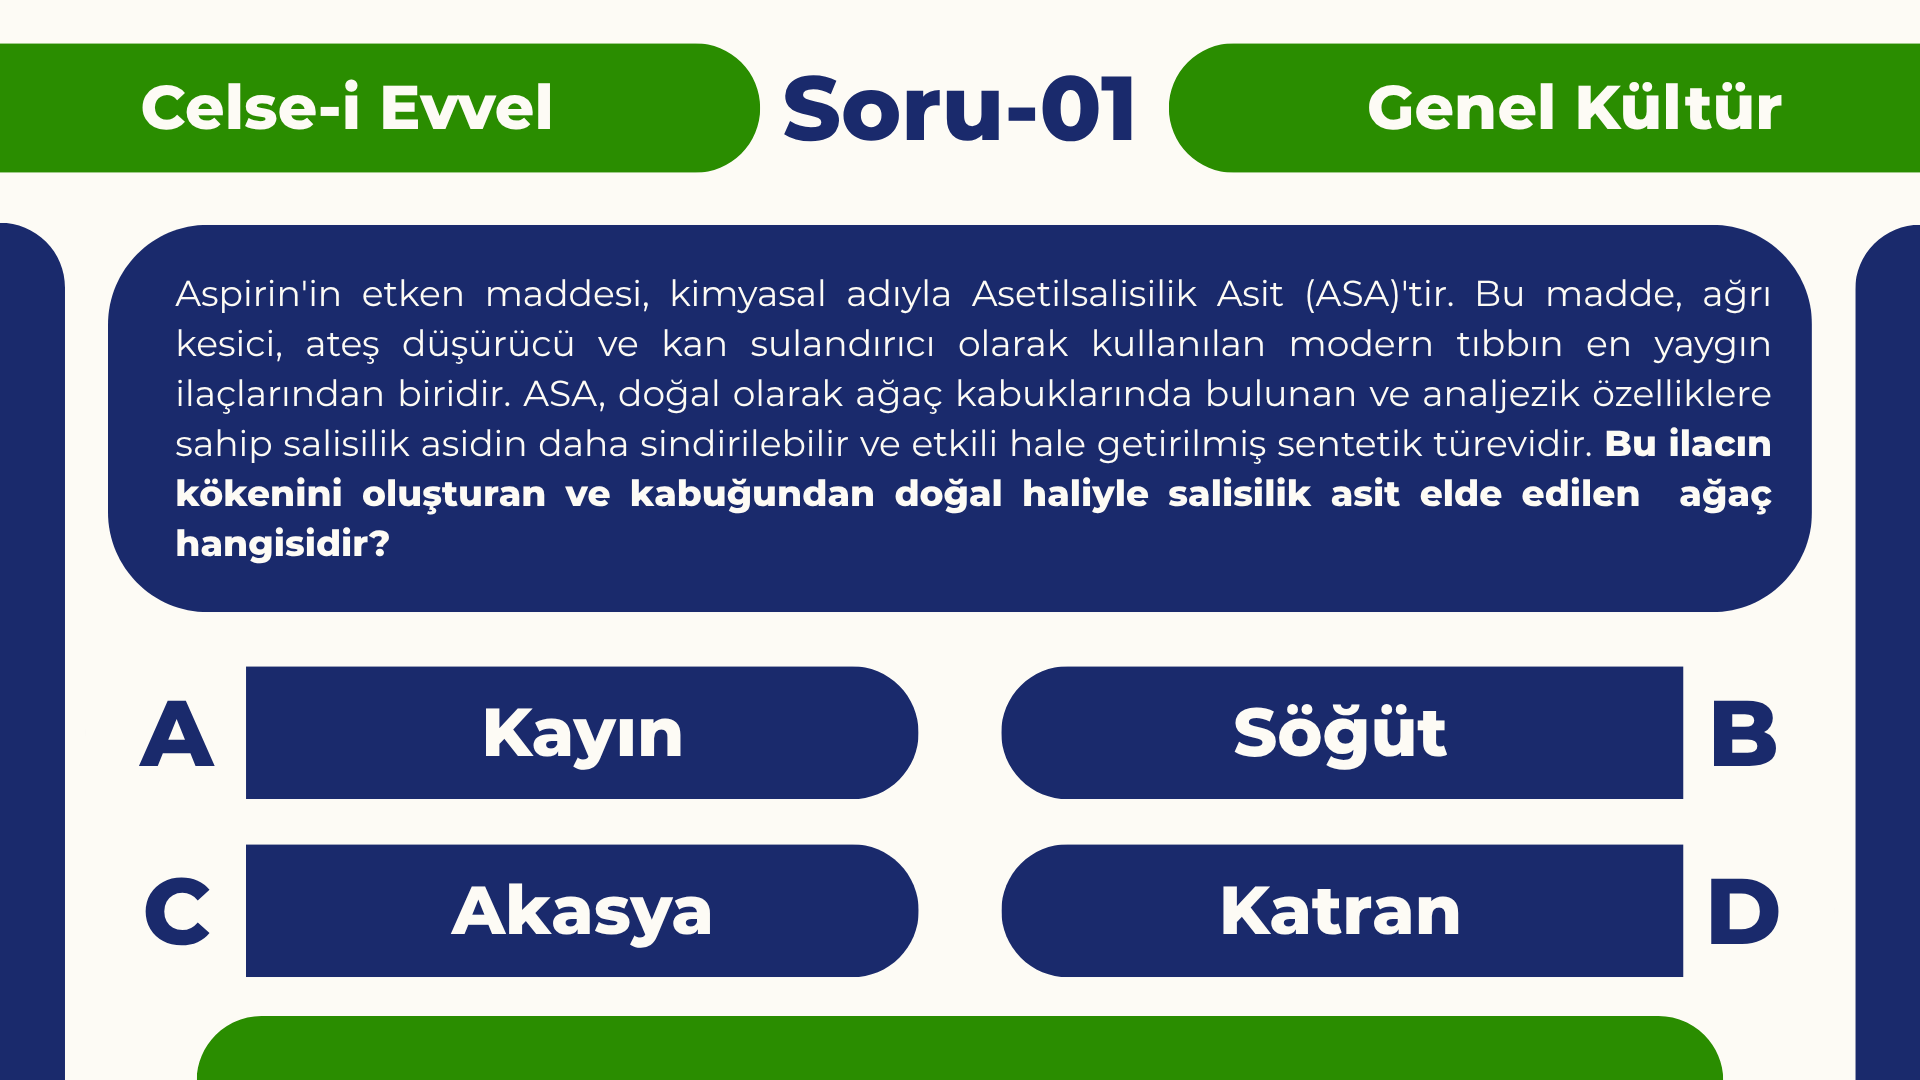 Celse-i Evvel
Soru-01
Genel Kültür
Aspirin'in etken maddesi, kimyasal adıyla Asetilsalisilik Asit (ASA)'tir. Bu madde, ağrı
kesici, ateş düşürücü ve kan sulandırıcı olarak kullanılan modern tıbbın en yaygın
ilaçlarından biridir. ASA, doğal olarak ağaç kabuklarında bulunan ve analjezik özelliklere
sahip salisilik asidin daha sindirilebilir ve etkili hale getirilmiş sentetik türevidir. Bu ilacın
kökenini oluşturan ve kabuğundan doğal haliyle salisilik asit elde edilen ağaç
hangisidir?
A Kayın
Söğüt B
C Akasya
Katran D